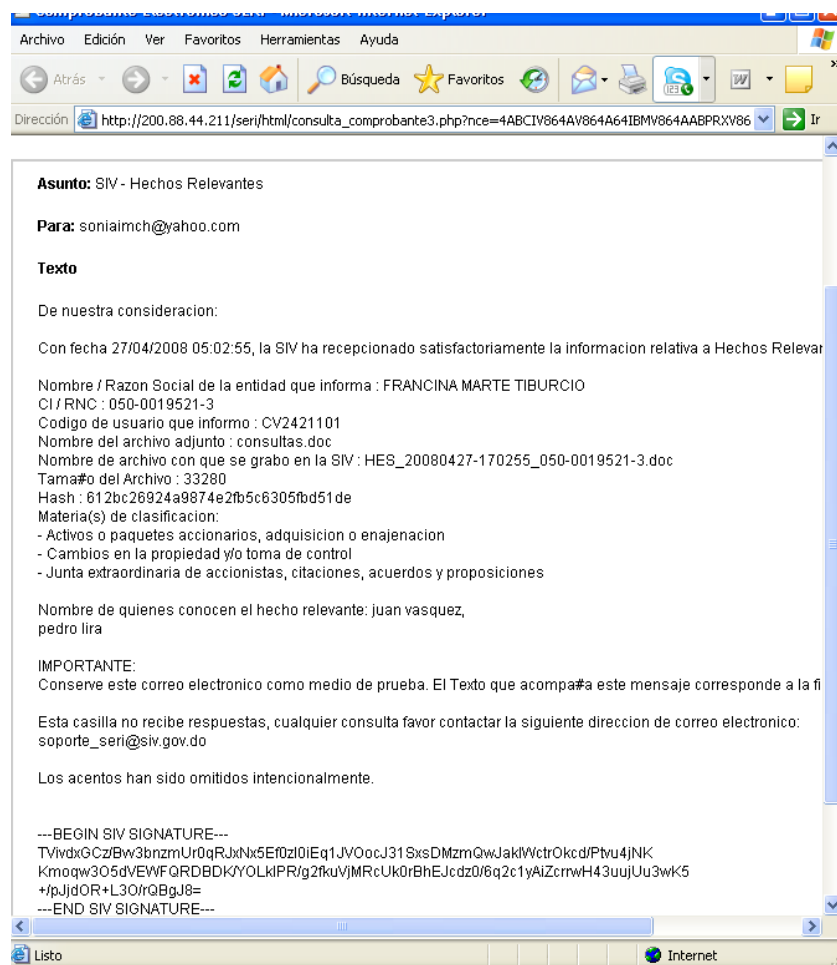 Comprobante Electronico SERI - Microsoft Internet Explorer
Archivo Edición Ver Favoritos Herramientas Ayuda
Atrás Búsqueda Favoritos
Dirección http://200.88.44.211/seri/html/consulta_comprobante3.php?nce=4ABCIV864AV864A64IBMV864AABPRXV86 Ir
Asunto: SIV - Hechos Relevantes
Para: soniaimch@yahoo.com
Texto
De nuestra consideracion:
Con fecha 27/04/2008 05:02:55, la SIV ha recepcionado satisfactoriamente la informacion relativa a Hechos Relevan
Nombre / Razon Social de la entidad que informa : FRANCINA MARTE TIBURCIO
CI / RNC : 050-0019521-3
Codigo de usuario que informo : CV2421101
Nombre del archivo adjunto : consultas.doc
Nombre de archivo con que se grabo en la SIV : HES_20080427-170255_050-0019521-3.doc
Tama#o del Archivo : 33280
Hash : 612bc26924a9874e2fb5c6305fbd51de
Materia(s) de clasificacion:
- Activos o paquetes accionarios, adquisicion o enajenacion
- Cambios en la propiedad y/o toma de control
- Junta extraordinaria de accionistas, citaciones, acuerdos y proposiciones
Nombre de quienes conocen el hecho relevante: juan vasquez,
pedro lira
IMPORTANTE:
Conserve este correo electronico como medio de prueba. El Texto que acompa#a este mensaje corresponde a la fi
Esta casilla no recibe respuestas, cualquier consulta favor contactar la siguiente direccion de correo electronico:
soporte_seri@siv.gov.do
Los acentos han sido omitidos intencionalmente.
---BEGIN SIV SIGNATURE---
TVivdxGCz/Bw3bnzmUr0qRJxNx5Ef0zI0iEq1JVOocJ31SxsDMzmQwJaklWctrOkcd/Ptvu4jNK
Kmoqw3O5dVEWFQRDBDK/YOLklPR/g2fkuVjMRcUk0rBhEJcdz0/6q2c1yAiZcrrwH43uujUu3wK5
+/pJjdOR+L3O/rQBgJ8=
---END SIV SIGNATURE---
Listo Internet